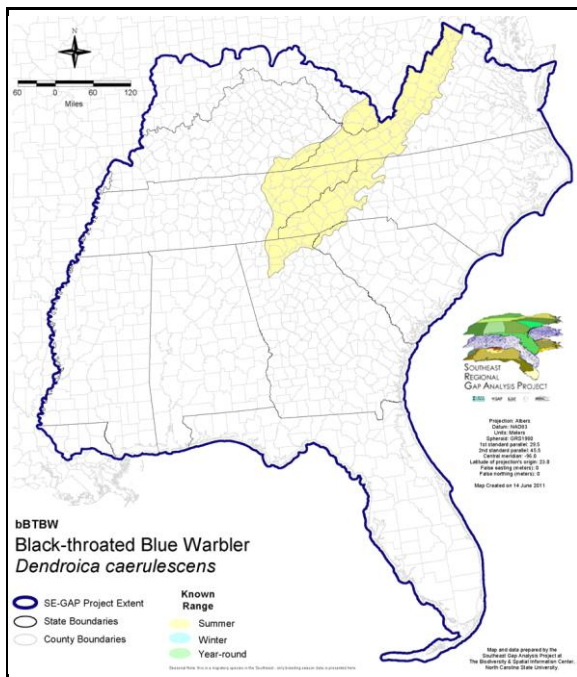 N
60 0 60 120
Miles
SOUTHEAST
REGIONAL
GAP ANALYSIS PROJECT
Projection: Albers
Datum: NAD83
Units: Meters
Spheroid: GRS1980
1st standard parallel: 29.5
2nd standard parallel: 45.5
Central meridian: -96.0
Latitude of projection's origin: 23.0
False easting (meters): 0
False northing (meters): 0
Map Created on 14 June 2011
bBTBW
Black-throated Blue Warbler
Dendroica caerulescens
SE-GAP Project Extent
State Boundaries
County Boundaries
Known
Range
Summer
Winter
Year-round
Map and data prepared by the
Southeast Gap Analysis Project at
The Biodiversity & Spatial Information Center,
North Carolina State University.